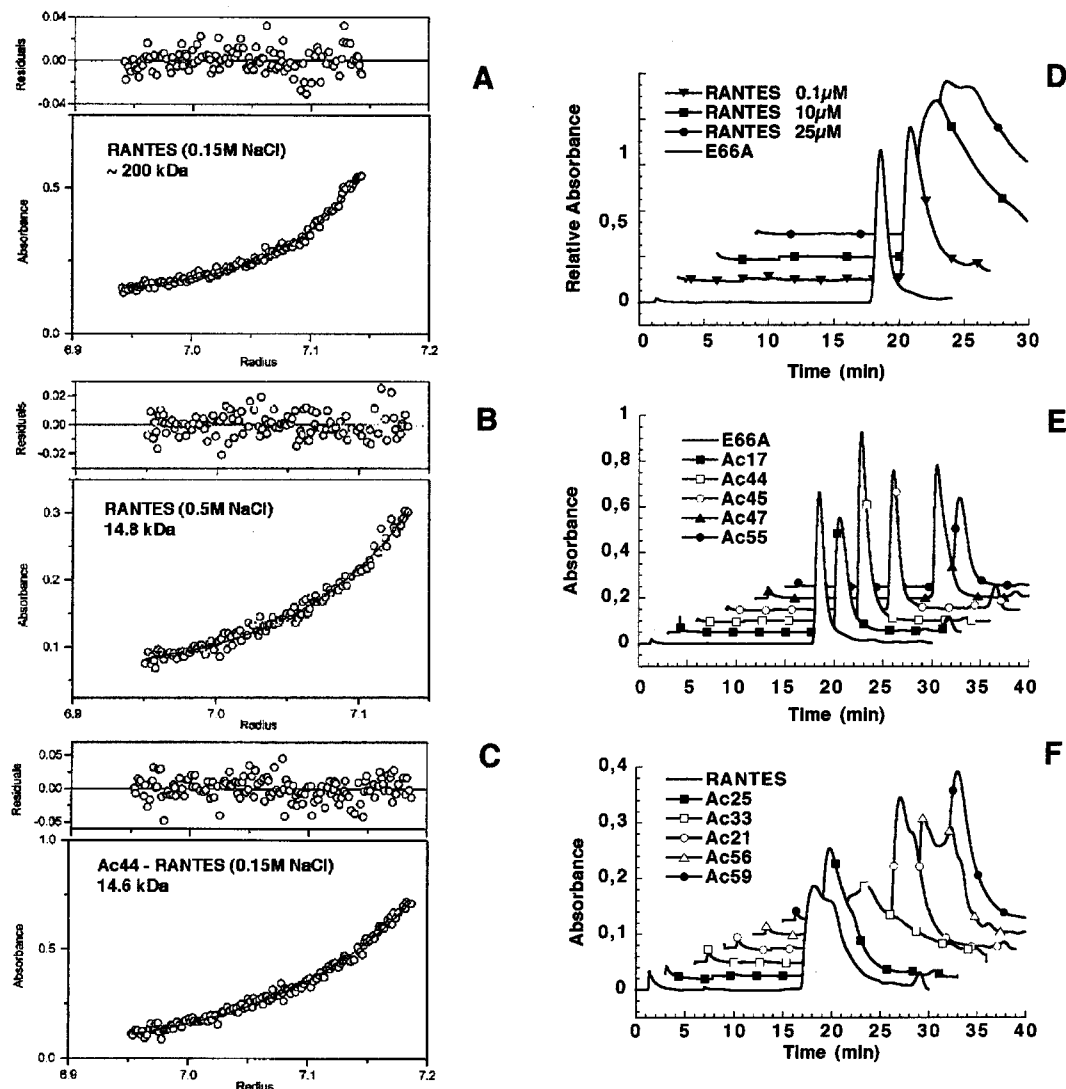 0.04
0.00
-0.04
Residuals
A
RANTES (0.15M NaCl)
~ 200 kDa
0.5
0.0
Absorbance
6.9 7.0 7.1 7.2
Radius
0.02
0.00
-0.02
Residuals
B
RANTES (0.5M NaCl)
14.8 kDa
0.3
0.2
0.1
Absorbance
6.9 7.0 7.1
Radius
0.05
0.00
-0.05
Residuals
C
Ac44 - RANTES (0.15M NaCl)
14.6 kDa
1.0
0.5
0.0
Absorbance
6.9 7.0 7.1 7.2
Radius
D
RANTES 0.1µM
RANTES 10µM
RANTES 25µM
E66A
1
0,5
0
Relative Absorbance
0 5 10 15 20 25 30
Time (min)
E
E66A
Ac17
Ac44
Ac45
Ac47
Ac55
1
0,8
0,6
0,4
0,2
0
Absorbance
0 5 10 15 20 25 30 35 40
Time (min)
F
RANTES
Ac25
Ac33
Ac21
Ac56
Ac59
0,4
0,3
0,2
0,1
0
Absorbance
0 5 10 15 20 25 30 35 40
Time (min)